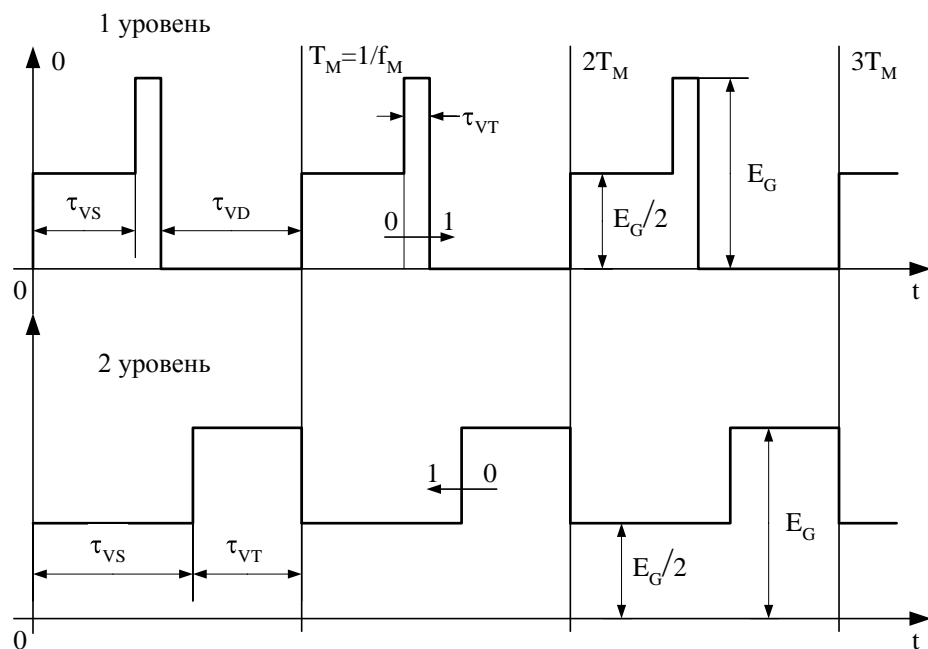 1 уровень
0 T_M=1/f_M 2T_M 3T_M
τ_VT
τ_VS τ_VD 0 1 E_G/2 E_G
0 t
2 уровень
1 0
τ_VS τ_VT E_G/2 E_G
0 t